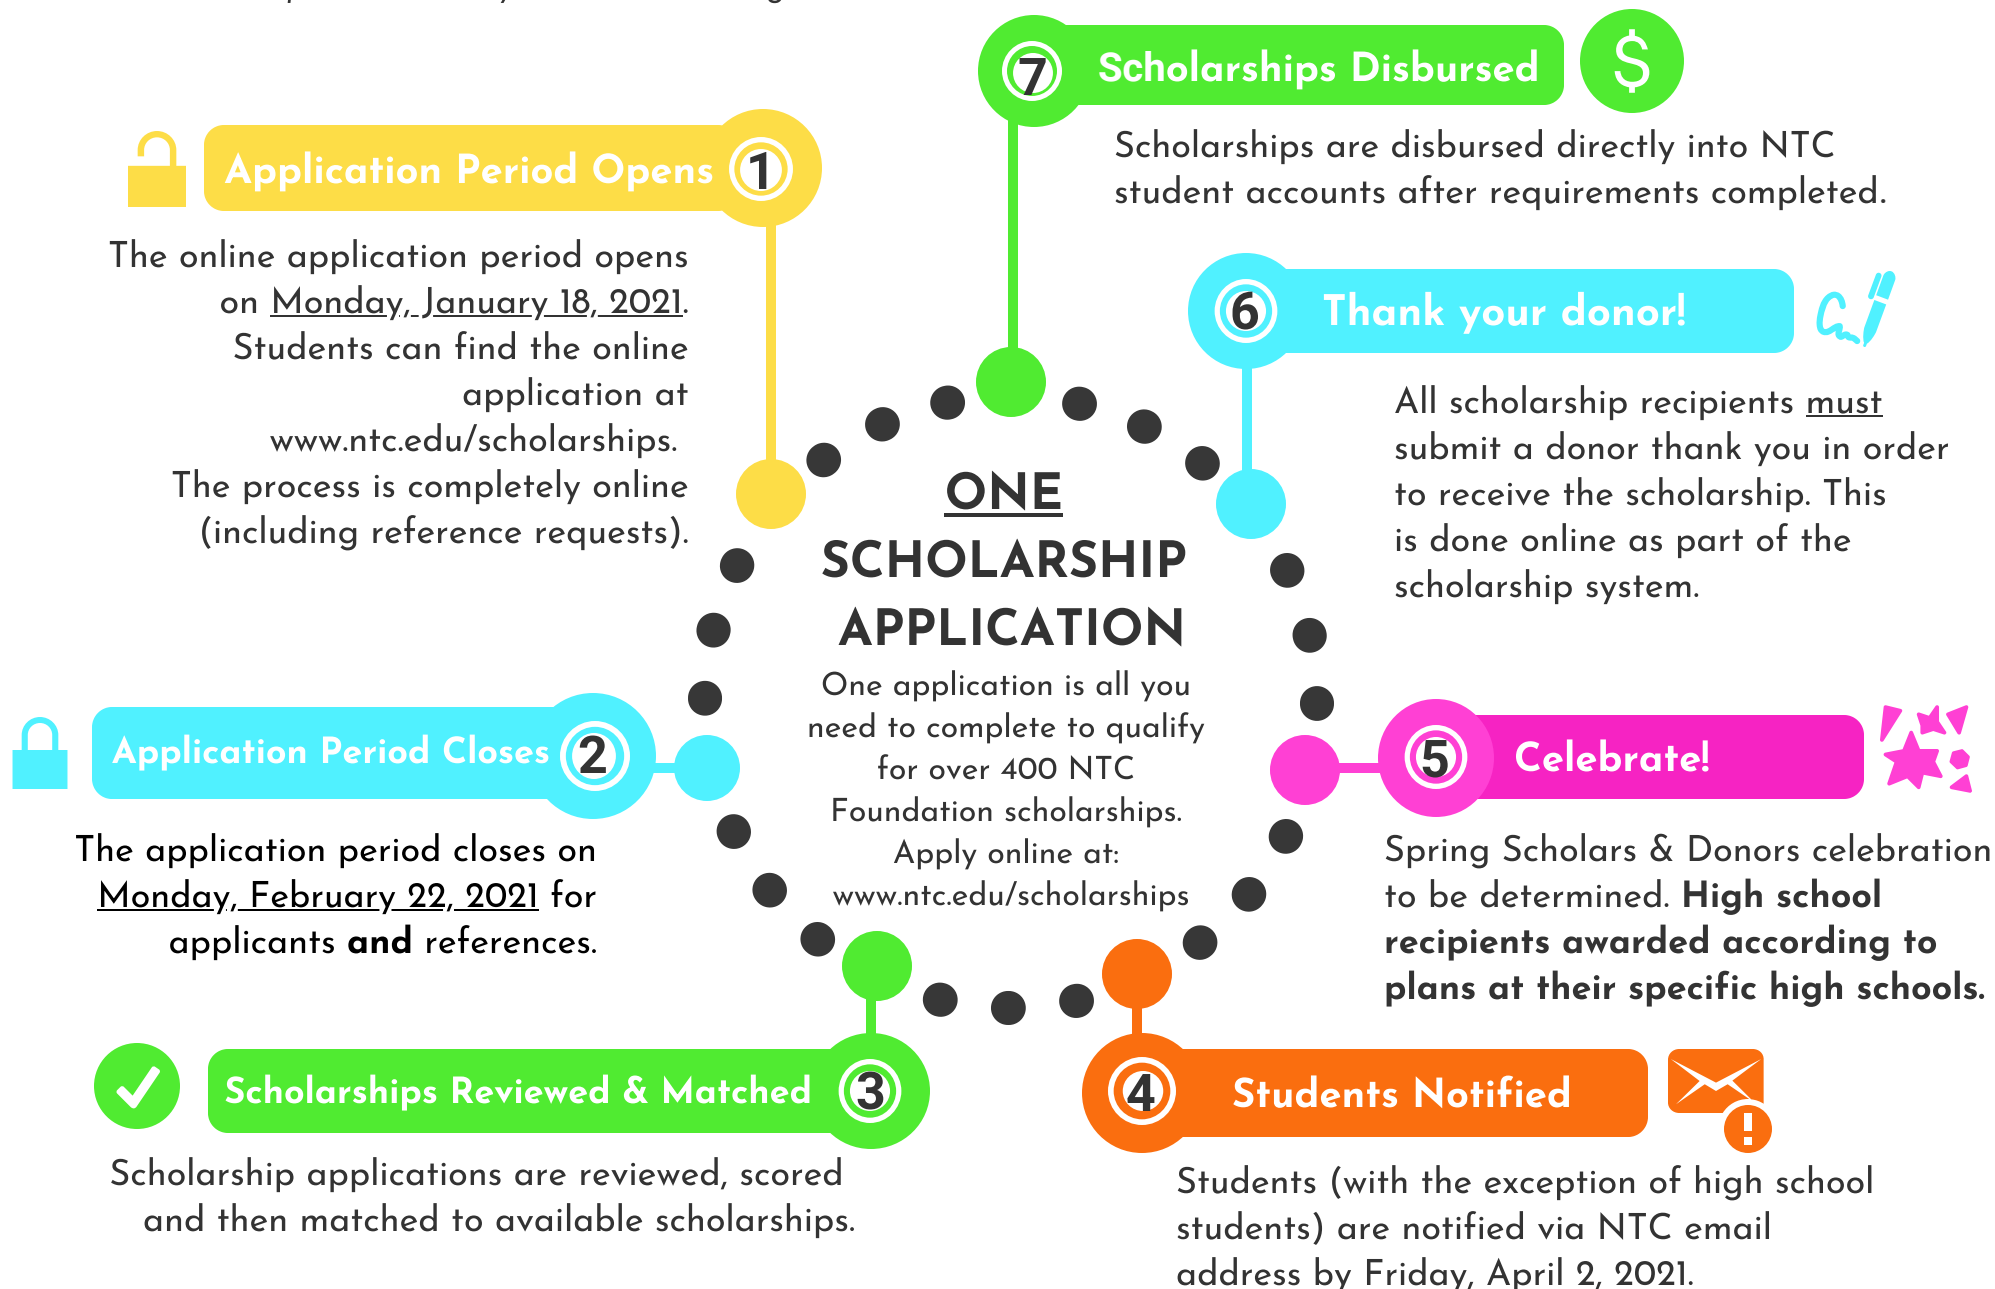 1
Application Period Opens
The online application period opens
on Monday, January 18, 2021.
Students can find the online
application at
www.ntc.edu/scholarships.
The process is completely online
(including reference requests).
2
Application Period Closes
The application period closes on
Monday, February 22, 2021 for
applicants and references.
3
Scholarships Reviewed & Matched
Scholarship applications are reviewed, scored
and then matched to available scholarships.
4
Students Notified
Students (with the exception of high school
students) are notified via NTC email
address by Friday, April 2, 2021.
5
Celebrate!
Spring Scholars & Donors celebration
to be determined. High school
recipients awarded according to
plans at their specific high schools.
6
Thank your donor!
All scholarship recipients must
submit a donor thank you in order
to receive the scholarship. This
is done online as part of the
scholarship system.
7
Scholarships Disbursed
$
Scholarships are disbursed directly into NTC
student accounts after requirements completed.
ONE
SCHOLARSHIP
APPLICATION
One application is all you
need to complete to qualify
for over 400 NTC
Foundation scholarships.
Apply online at:
www.ntc.edu/scholarships